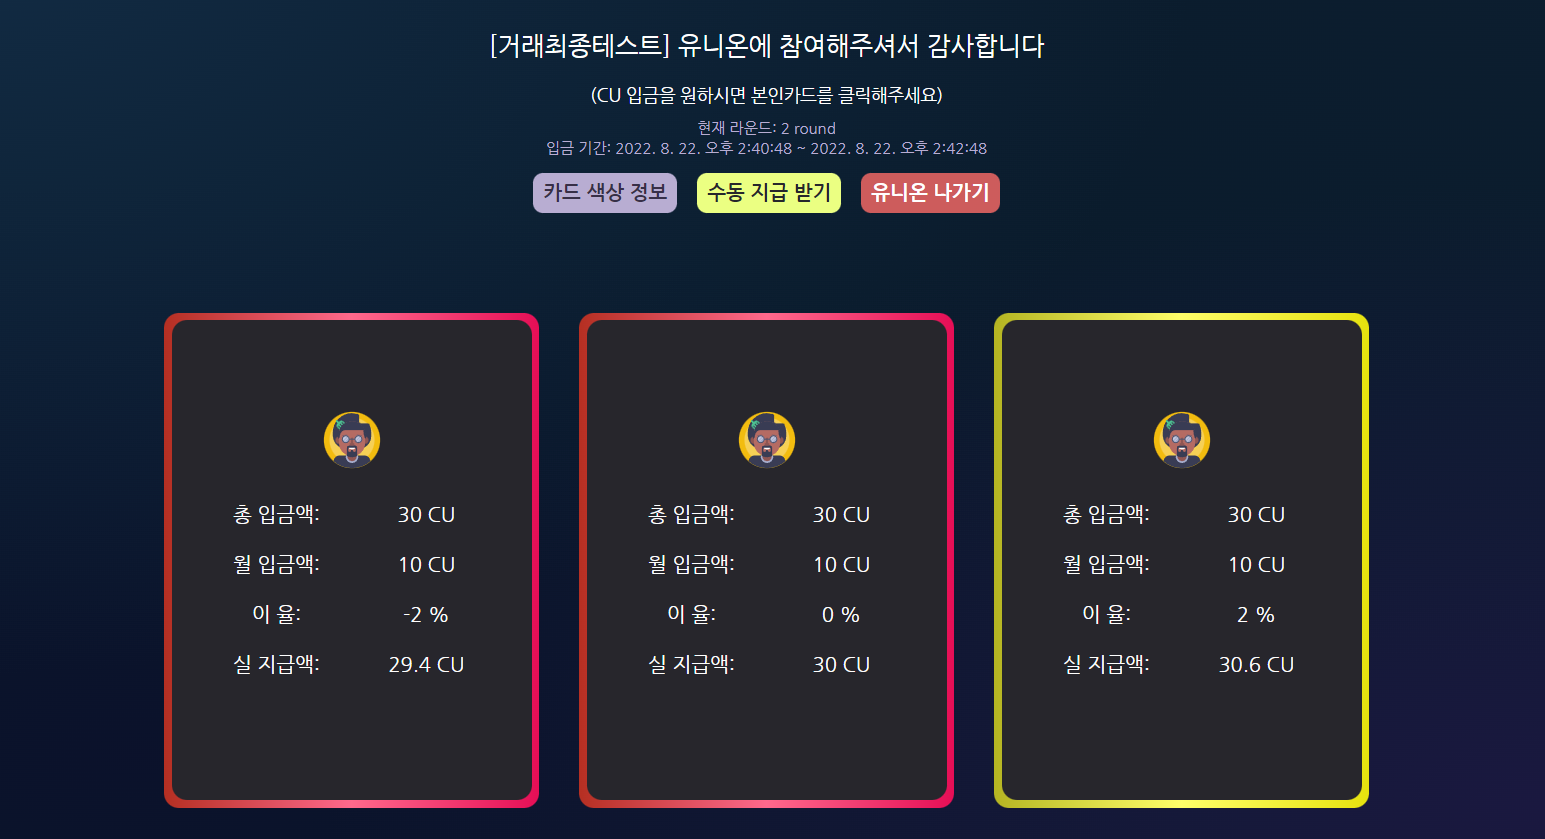 [거래최종테스트] 유니온에 참여해주셔서 감사합니다
(CU 입금을 원하시면 본인카드를 클릭해주세요)
현재 라운드: 2 round
입금 기간: 2022. 8. 22. 오후 2:40:48 ~ 2022. 8. 22. 오후 2:42:48
카드 색상 정보 수동 지급 받기 유니온 나가기
총 입금액: 30 CU
월 입금액: 10 CU
이 율: -2 %
실 지급액: 29.4 CU
총 입금액: 30 CU
월 입금액: 10 CU
이 율: 0 %
실 지급액: 30 CU
총 입금액: 30 CU
월 입금액: 10 CU
이 율: 2 %
실 지급액: 30.6 CU